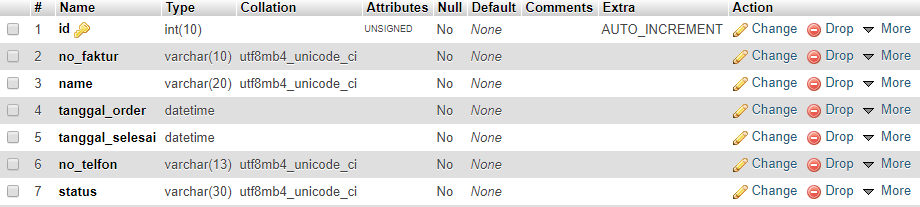 # Name Type Collation Attributes Null Default Comments Extra Action
1 id int(10) UNSIGNED No None AUTO_INCREMENT Change Drop More
2 no_faktur varchar(10) utf8mb4_unicode_ci No None Change Drop More
3 name varchar(20) utf8mb4_unicode_ci No None Change Drop More
4 tanggal_order datetime No None Change Drop More
5 tanggal_selesai datetime No None Change Drop More
6 no_telfon varchar(13) utf8mb4_unicode_ci No None Change Drop More
7 status varchar(30) utf8mb4_unicode_ci No None Change Drop More